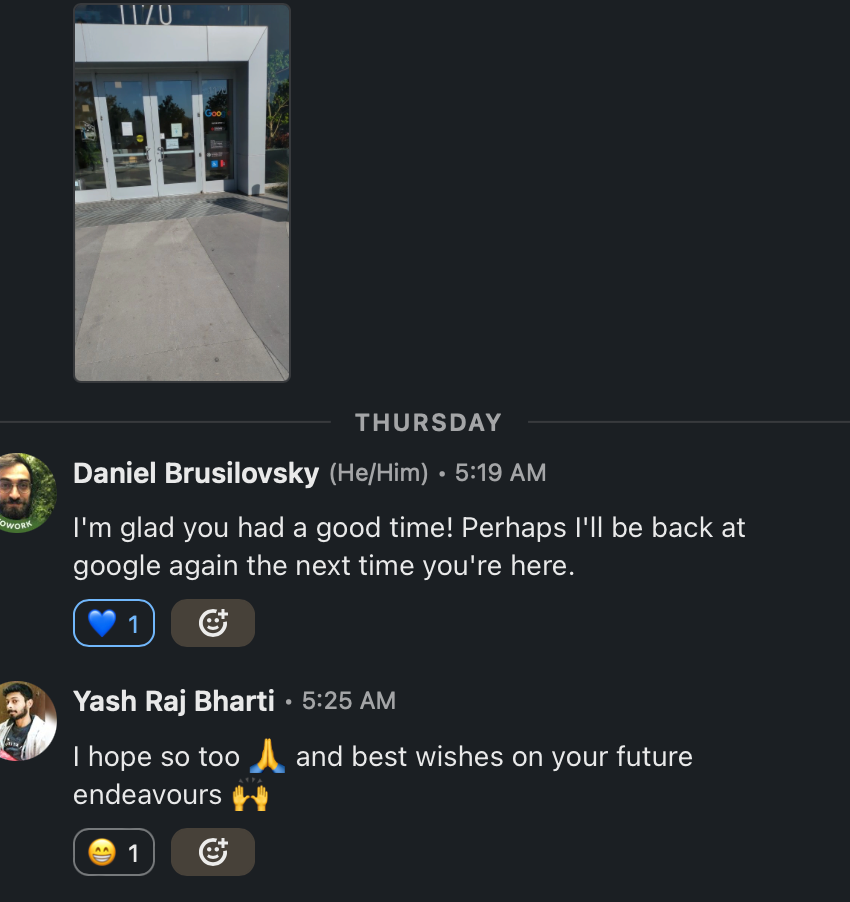 1170
Goo
THURSDAY
Daniel Brusilovsky (He/Him) • 5:19 AM
I'm glad you had a good time! Perhaps I'll be back at
google again the next time you're here.
💙 1
Yash Raj Bharti • 5:25 AM
I hope so too 🙏 and best wishes on your future
endeavours 🙌
😁 1